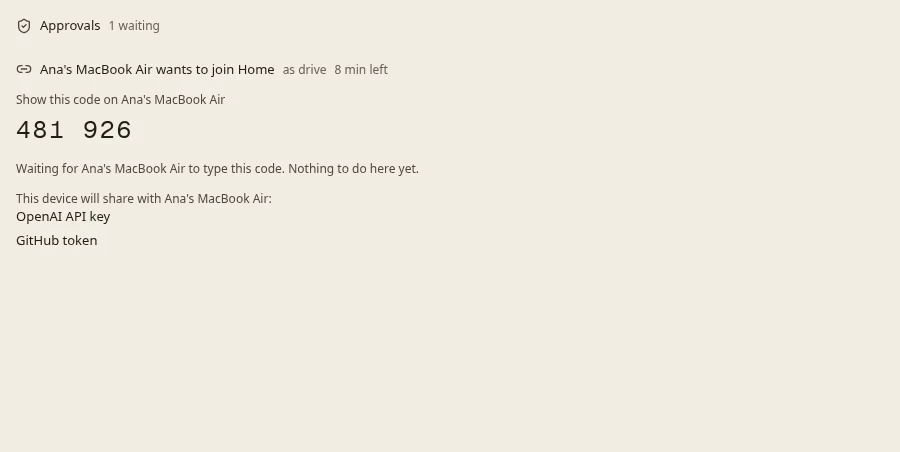 Approvals 1 waiting
Ana's MacBook Air wants to join Home as drive 8 min left
Show this code on Ana's MacBook Air
481 926
Waiting for Ana's MacBook Air to type this code. Nothing to do here yet.
This device will share with Ana's MacBook Air:
OpenAI API key
GitHub token